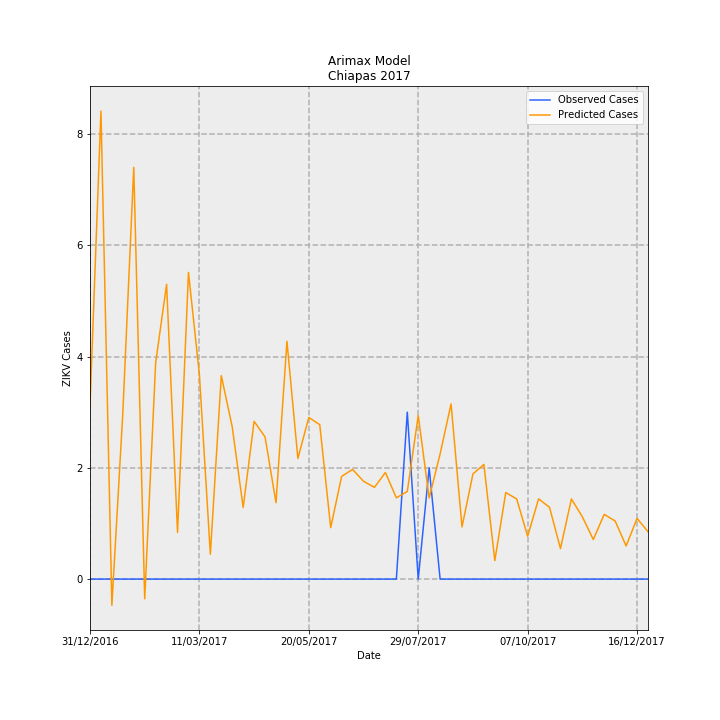 Arimax Model
Chiapas 2017
Observed Cases
Predicted Cases
ZIKV Cases
8
6
4
2
0
31/12/2016 11/03/2017 20/05/2017 29/07/2017 07/10/2017 16/12/2017
Date